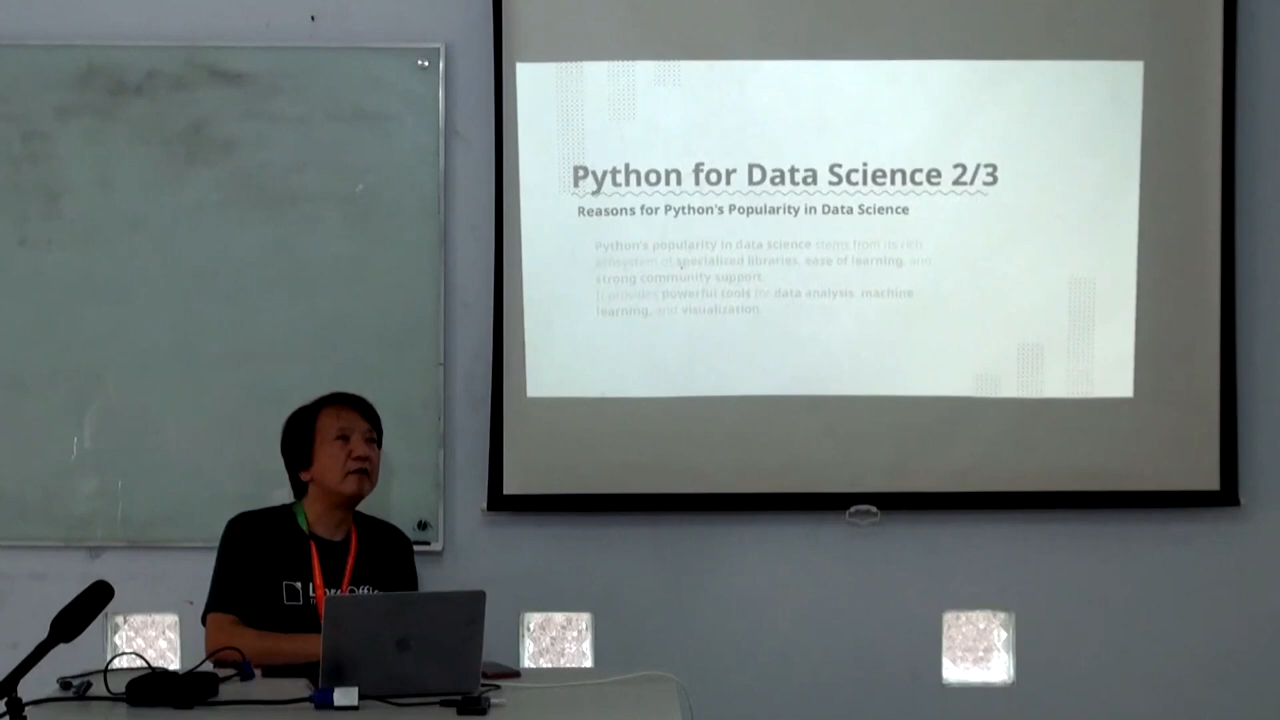 Python for Data Science 2/3
Reasons for Python's Popularity in Data Science
Python's popularity in data science stems from its rich
ecosystem of specialized libraries, ease of learning, and
strong community support.
It provides powerful tools for data analysis, machine
learning, and visualization.
LibreOffice